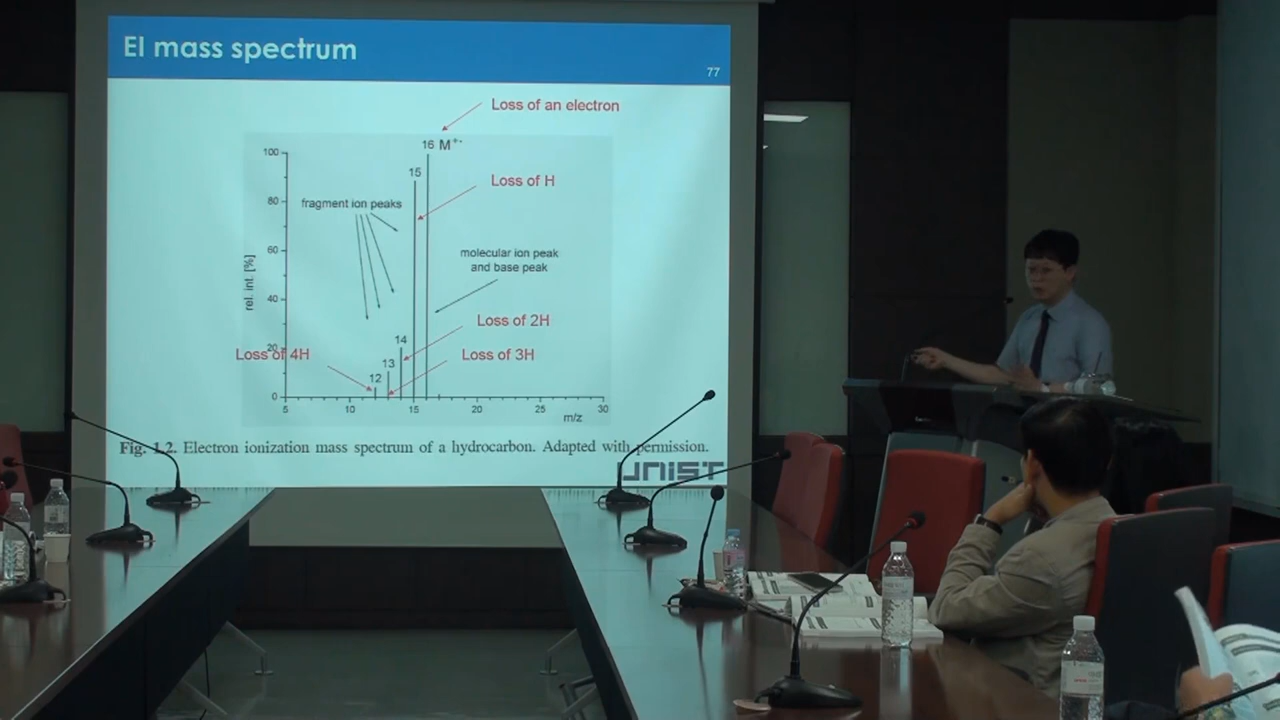 EI mass spectrum
77
Loss of an electron
16 M+·
100
15
Loss of H
80
fragment ion peaks
60
molecular ion peak
and base peak
rel. int. [%]
40
Loss of 2H
14
20
Loss of 4H
Loss of 3H
13
12
0
5
10
15
20
25
30
m/z
Fig. 1.2. Electron ionization mass spectrum of a hydrocarbon. Adapted with permission.
UNIST